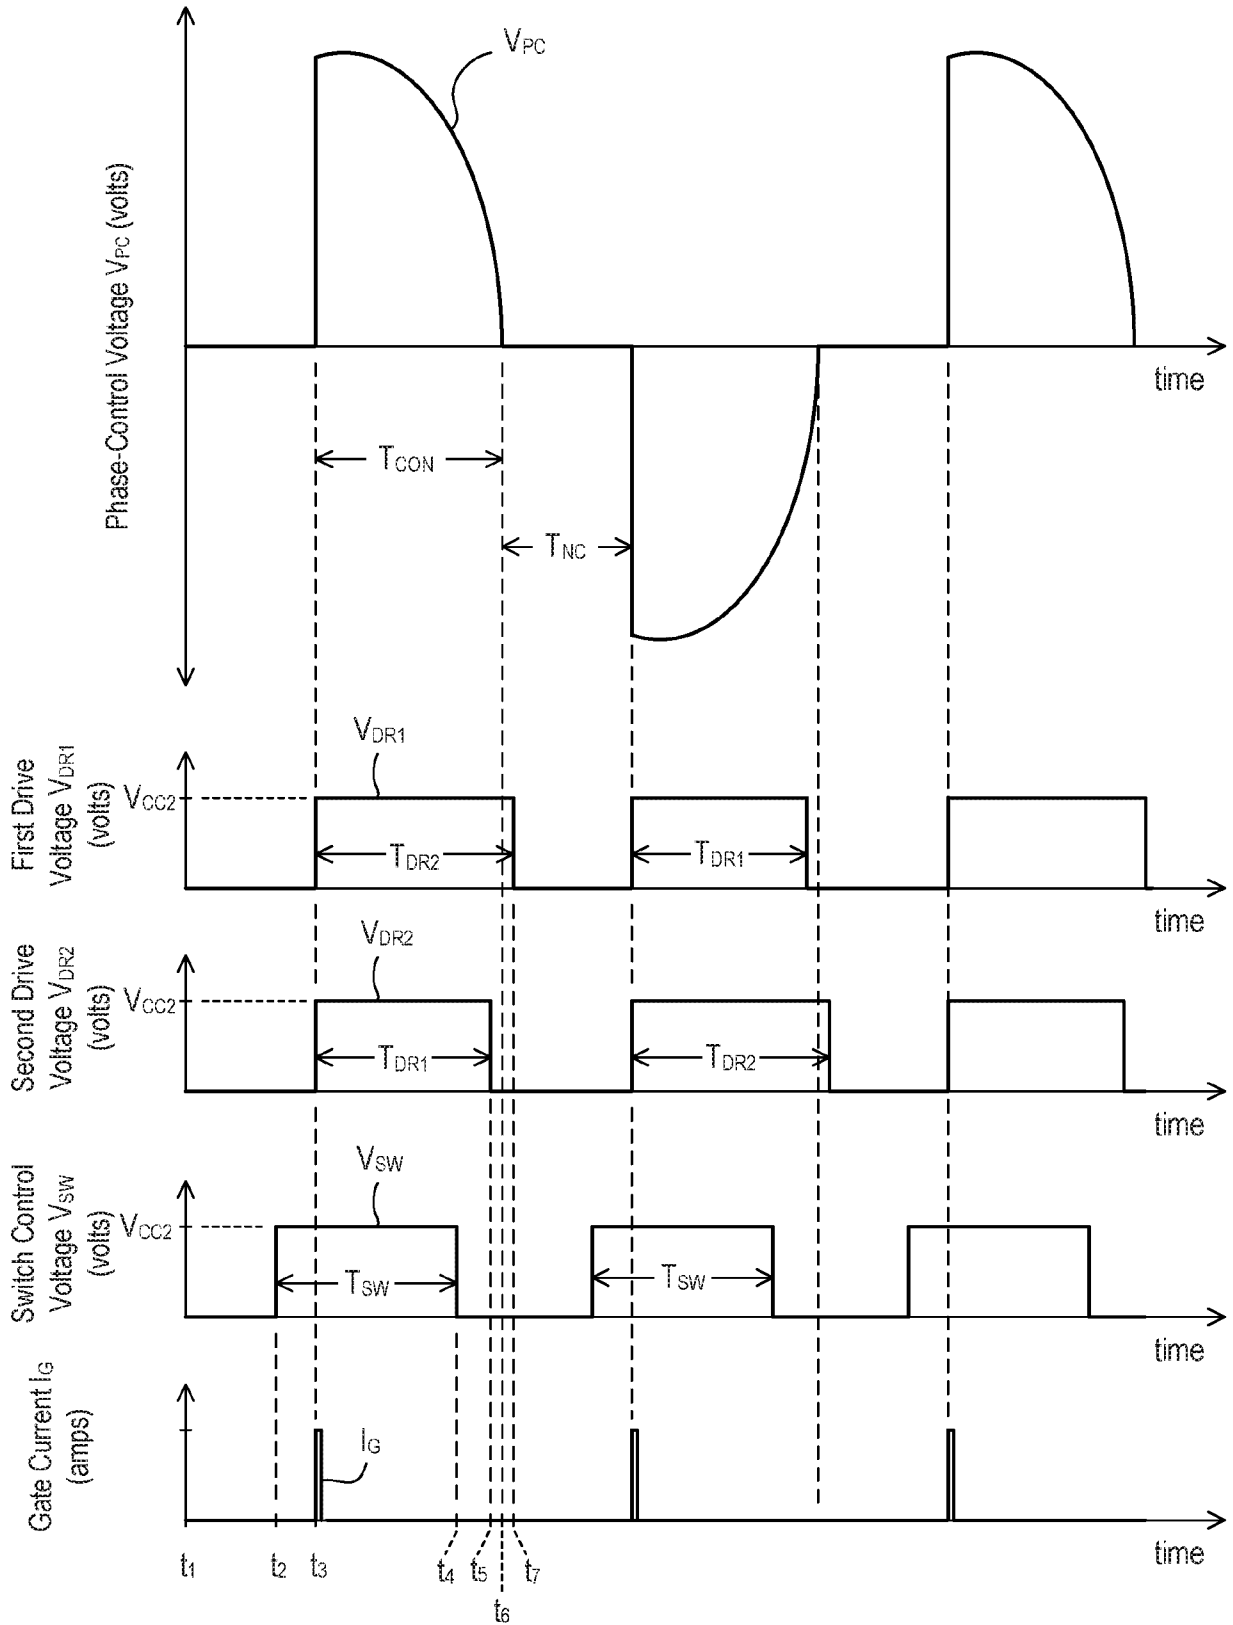 Phase-Control Voltage VPC (volts)
VPC
time
TCON
TNC
First Drive
Voltage VDR1
(volts)
VCC2
VDR1
TDR2
TDR1
time
Second Drive
Voltage VDR2
(volts)
VCC2
VDR2
TDR1
TDR2
time
Switch Control
Voltage VSW
(volts)
VCC2
VSW
TSW
TSW
time
Gate Current IG
(amps)
IG
time
t1 t2 t3 t4 t5 t7
t6